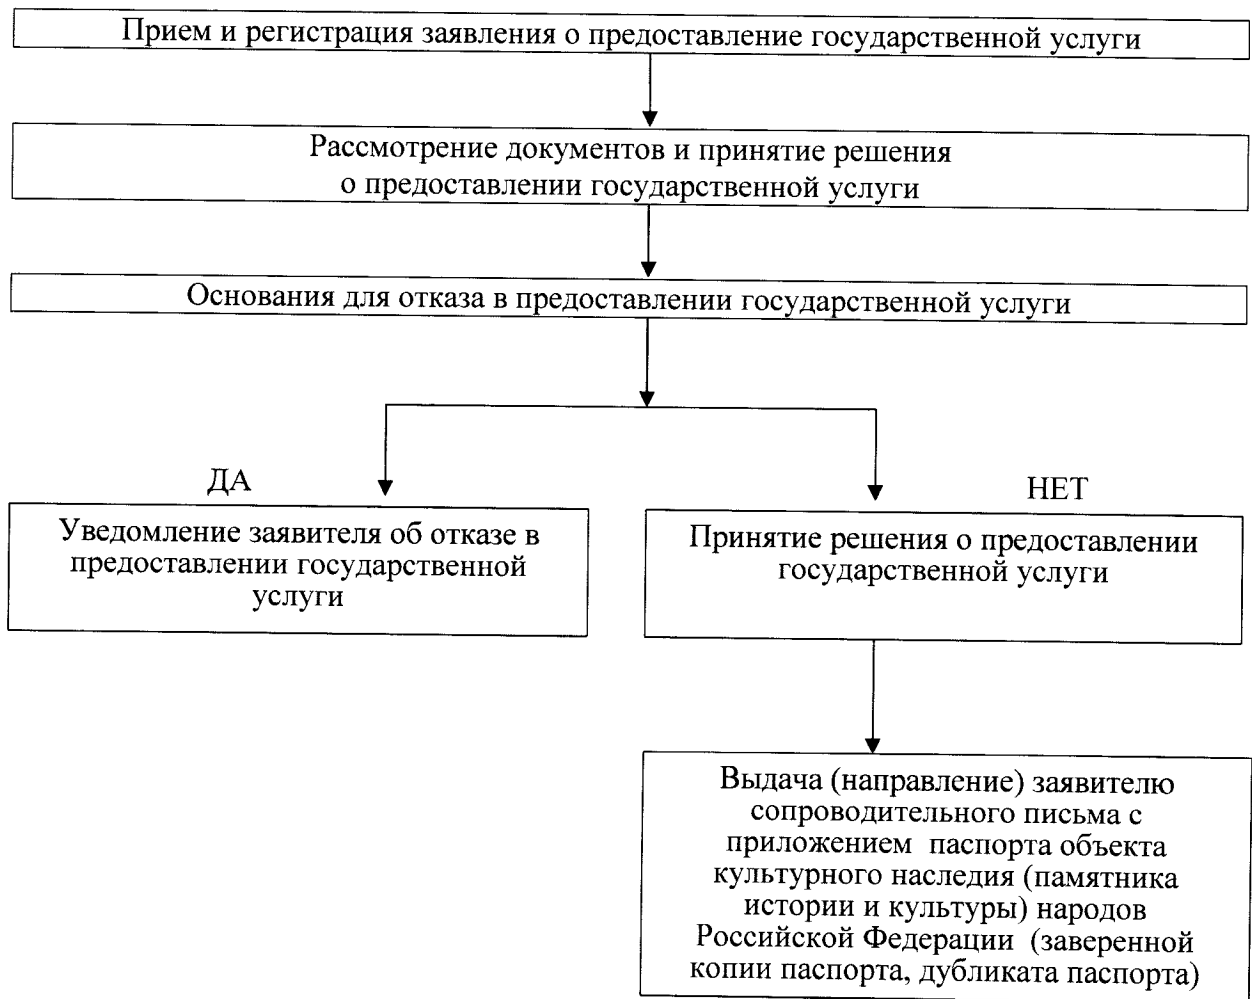 Прием и регистрация заявления о предоставление государственной услуги
Рассмотрение документов и принятие решения
о предоставлении государственной услуги
Основания для отказа в предоставлении государственной услуги
ДА
НЕТ
Уведомление заявителя об отказе в
предоставлении государственной
услуги
Принятие решения о предоставлении
государственной услуги
Выдача (направление) заявителю
сопроводительного письма с
приложением паспорта объекта
культурного наследия (памятника
истории и культуры) народов
Российской Федерации (заверенной
копии паспорта, дубликата паспорта)